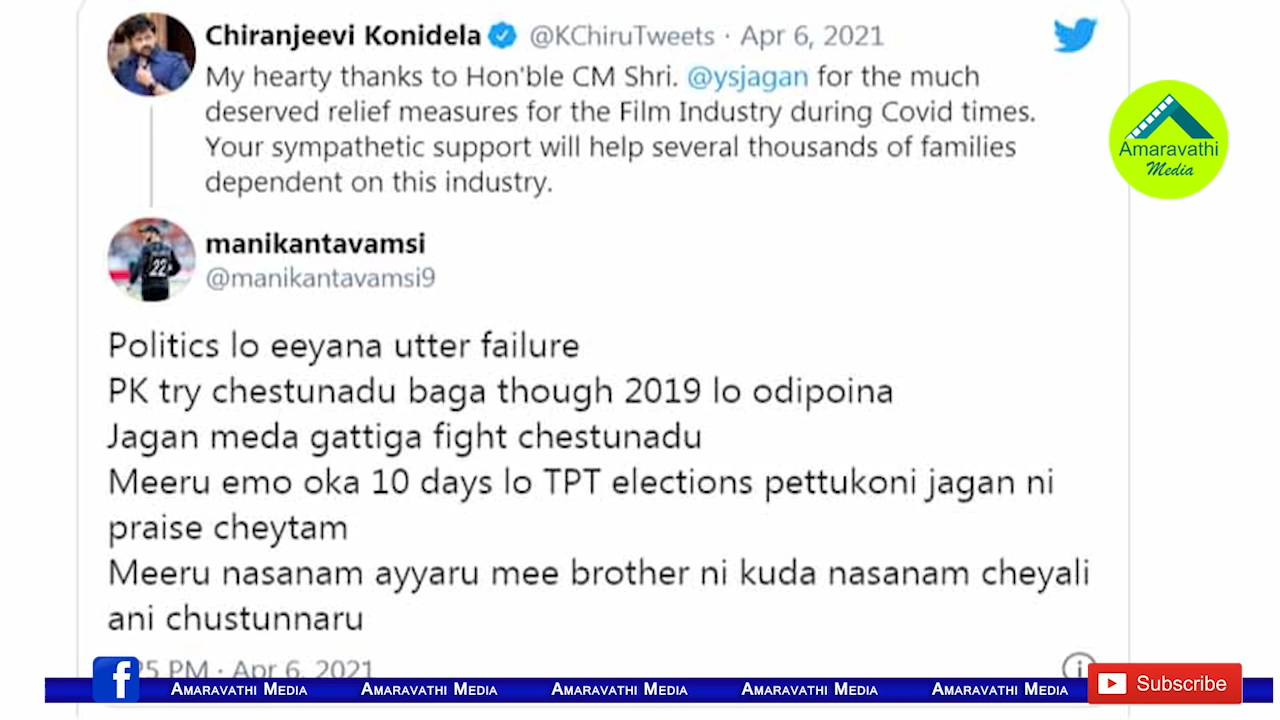 Chiranjeevi Konidela @KChiruTweets · Apr 6, 2021
My hearty thanks to Hon'ble CM Shri. @ysjagan for the much
deserved relief measures for the Film Industry during Covid times.
Your sympathetic support will help several thousands of families
dependent on this industry.
Amaravathi
Media
manikantavamsi
@manikantavamsi9
22
Politics lo eeyana utter failure
PK try chestunadu baga though 2019 lo odipoina
Jagan meda gattiga fight chestunadu
Meeru emo oka 10 days lo TPT elections pettukoni jagan ni
praise cheytam
Meeru nasanam ayyaru mee brother ni kuda nasanam cheyali
ani chustunnaru
PM · Apr 6, 2021
f Amaravathi Media Amaravathi Media Amaravathi Media Amaravathi Media Amaravathi Media Subscribe